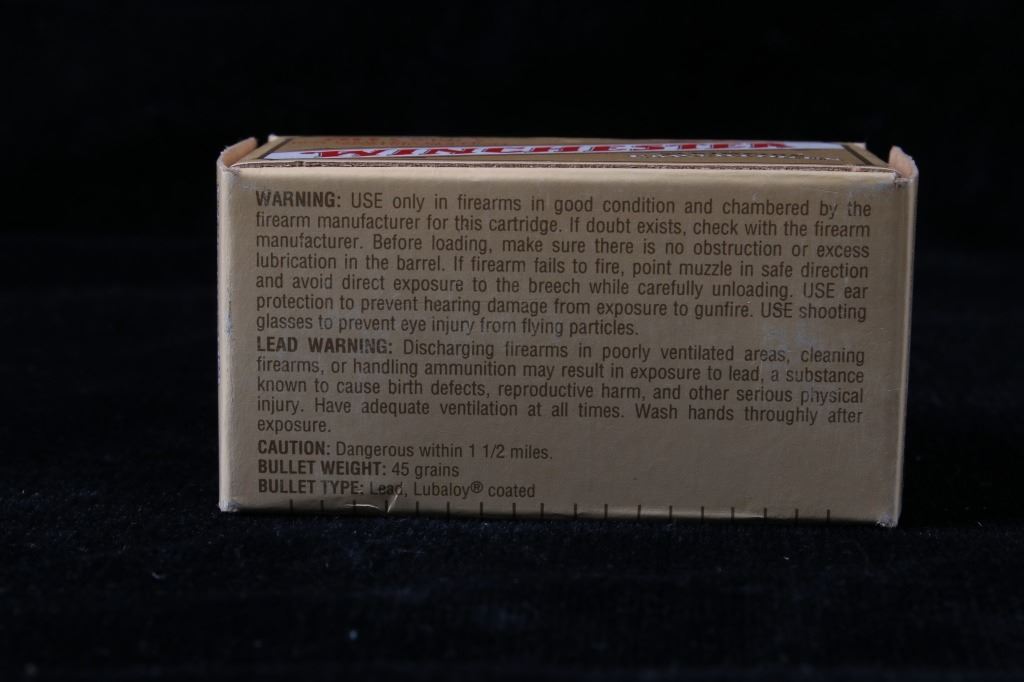 WINCHESTER
WARNING: USE only in firearms in good condition and chambered by the
firearm manufacturer for this cartridge. If doubt exists, check with the firearm
manufacturer. Before loading, make sure there is no obstruction or excess
lubrication in the barrel. If firearm fails to fire, point muzzle in safe direction
and avoid direct exposure to the breech while carefully unloading. USE ear
protection to prevent hearing damage from exposure to gunfire. USE shooting
glasses to prevent eye injury from flying particles.
LEAD WARNING: Discharging firearms in poorly ventilated areas, cleaning
firearms, or handling ammunition may result in exposure to lead, a substance
known to cause birth defects, reproductive harm, and other serious physical
injury. Have adequate ventilation at all times. Wash hands throughly after
exposure.
CAUTION: Dangerous within 1 1/2 miles.
BULLET WEIGHT: 45 grains
BULLET TYPE: Lead, Lubaloy® coated